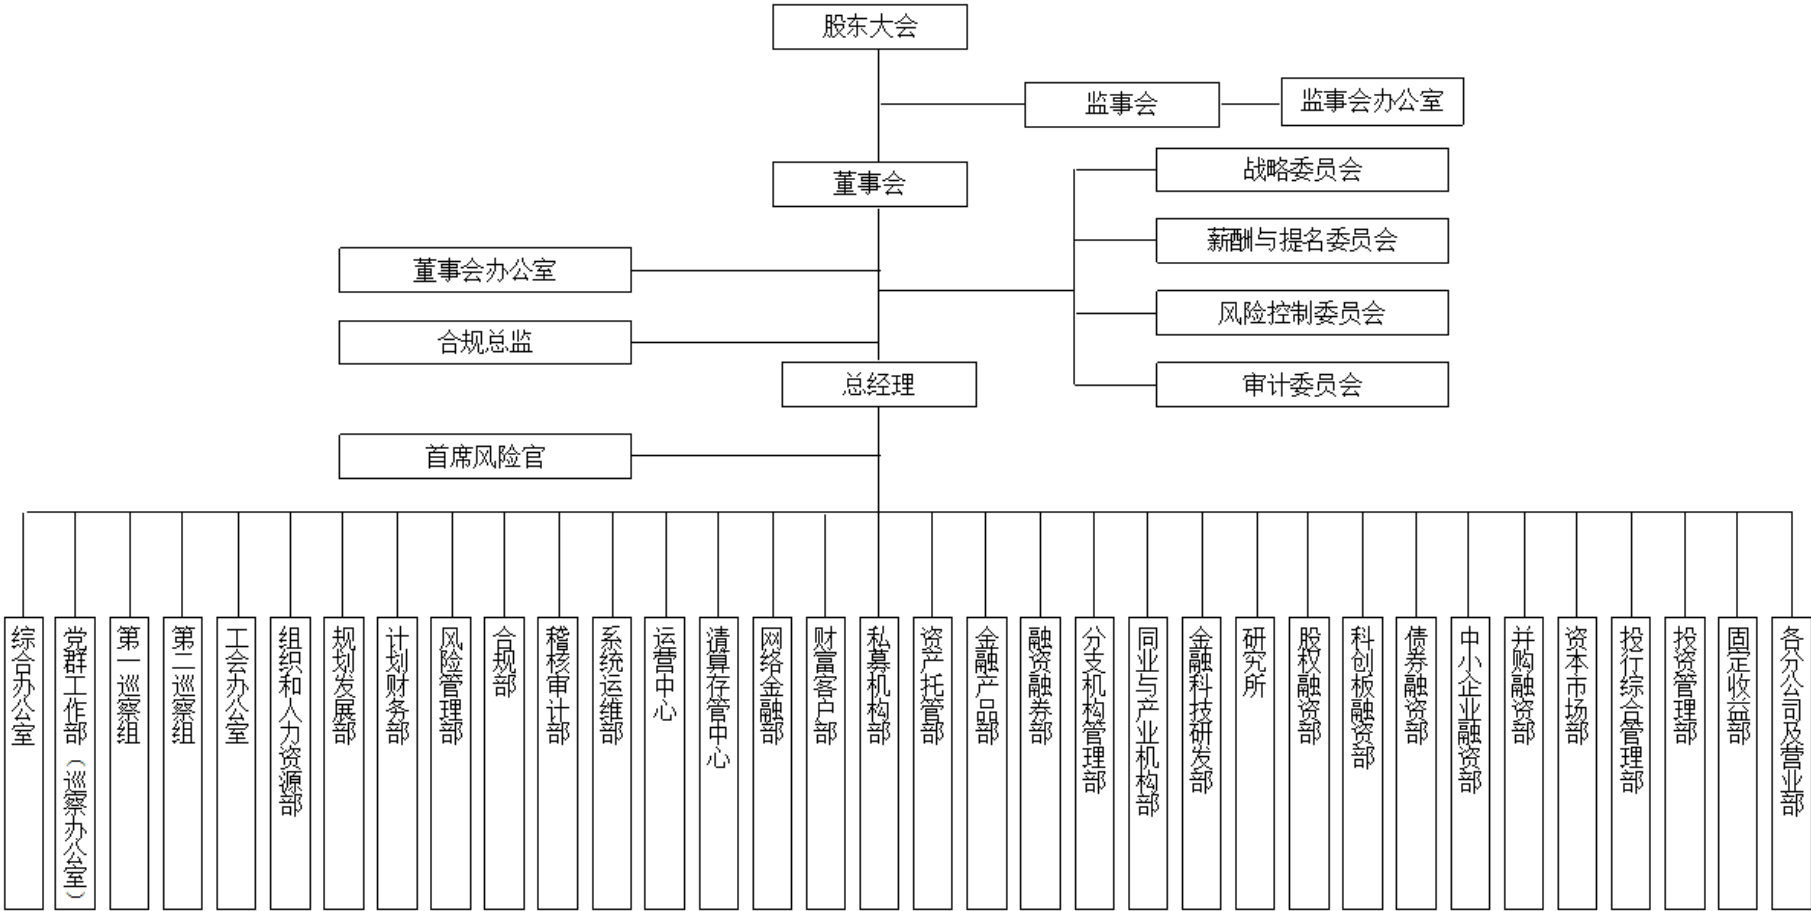 股东大会
监事会
监事会办公室
董事会
战略委员会
薪酬与提名委员会
董事会办公室
风险控制委员会
合规总监
总经理
审计委员会
首席风险官
综合办公室
党群工作部（巡察办公室）
第一巡察组
第二巡察组
工会办公室
组织和人力资源部
规划发展部
计划财务部
风险管理部
合规部
稽核审计部
系统运维部
运营中心
清算存管中心
网络金融部
财富客户部
私募机构部
资产托管部
金融产品部
融资融券部
分支机构管理部
同业与产业机构部
金融科技研发部
研究所
股权融资部
科创板融资部
债券融资部
中小企业融资部
并购融资部
资本市场部
投行综合管理部
投资管理部
固定收益部
各分公司及营业部